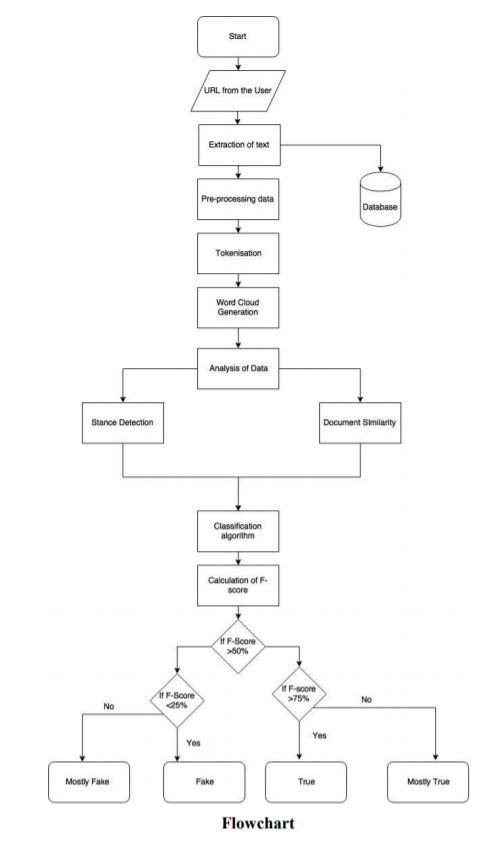 Start
URL from the User
Extraction of text
Database
Pre-processing data
Tokenisation
Word Cloud
Generation
Analysis of Data
Stance Detection
Document SImilarity
Classification
algorithm
Calculation of F-
score
If F-Score
>50%
If F-Score
<25%
If F-score
>75%
No
Yes
Yes
No
Mostly Fake
Fake
True
Mostly True
Flowchart